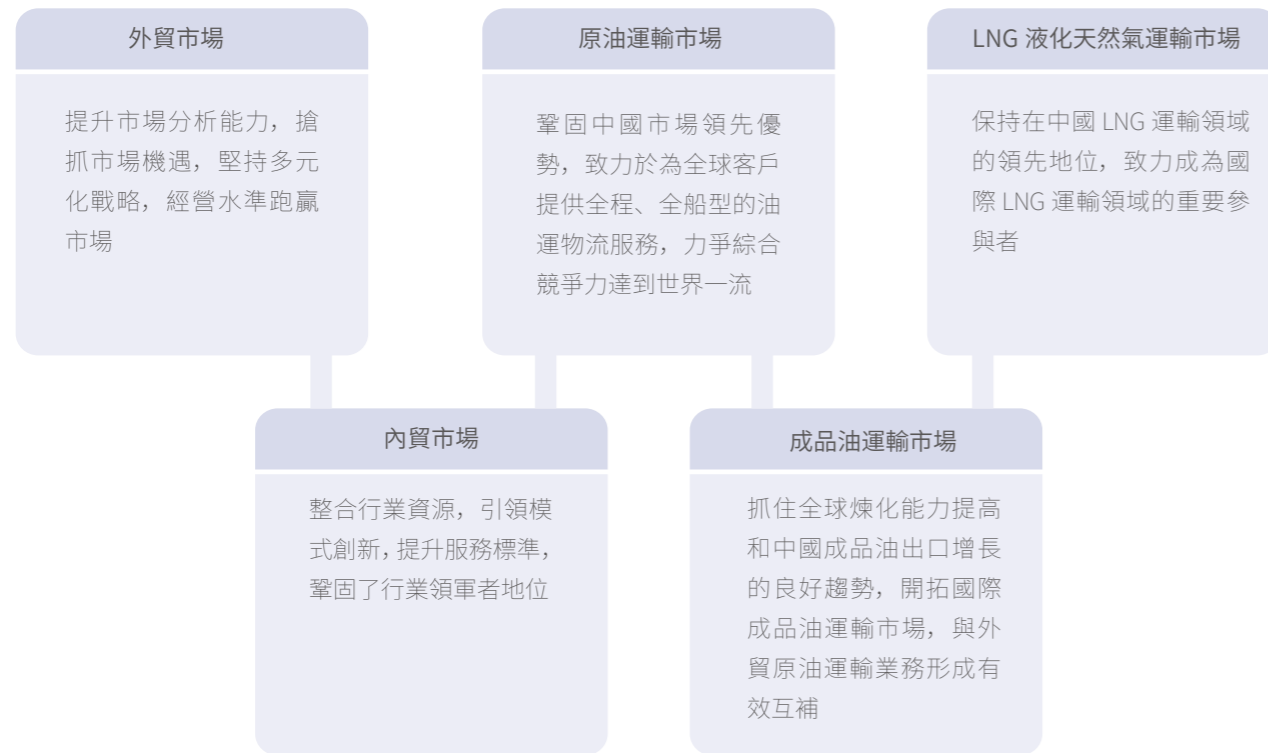 外貿市場
提升市場分析能力，搶
抓市場機遇，堅持多元
化戰略，經營水準跑贏
市場
原油運輸市場
鞏固中國市場領先優
勢，致力於為全球客戶
提供全程、全船型的油
運物流服務，力爭綜合
競爭力達到世界一流
LNG 液化天然氣運輸市場
保持在中國 LNG 運輸領域
的領先地位，致力成為國
際 LNG 運輸領域的重要參
與者
內貿市場
整合行業資源，引領模
式創新，提升服務標準，
鞏固了行業領軍者地位
成品油運輸市場
抓住全球煉化能力提高
和中國成品油出口增長
的良好趨勢，開拓國際
成品油運輸市場，與外
貿原油運輸業務形成有
效互補